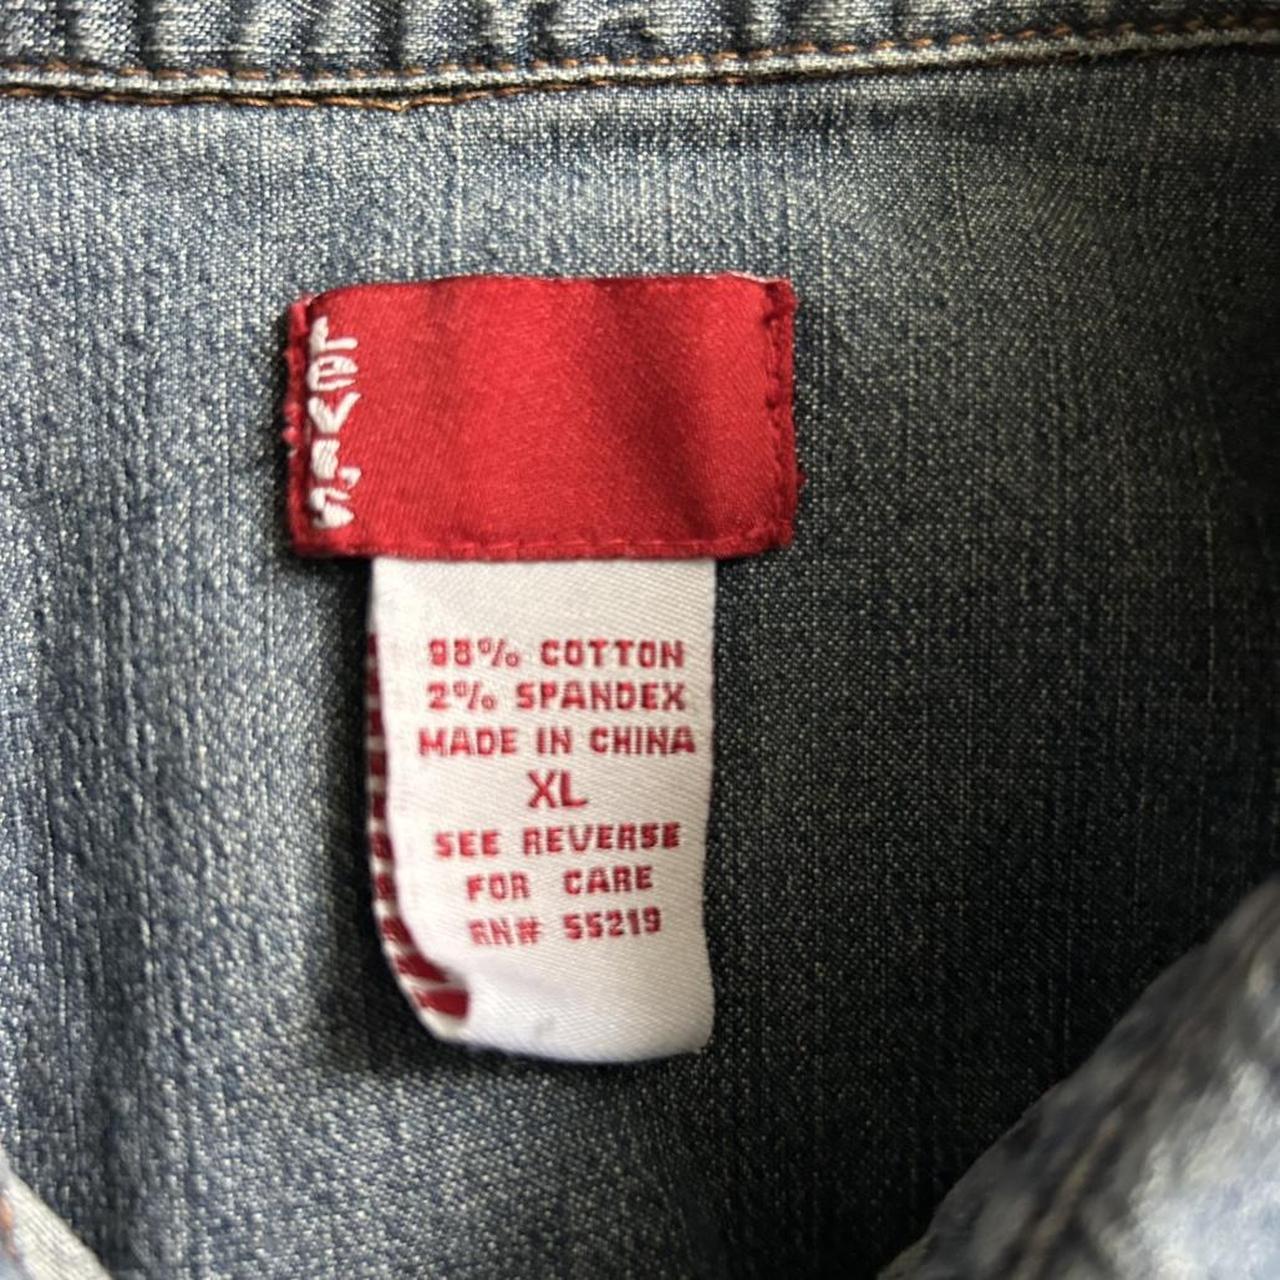 LEVI'S
98% COTTON
2% SPANDEX
MADE IN CHINA
XL
SEE REVERSE
FOR CARE
RN# 55219